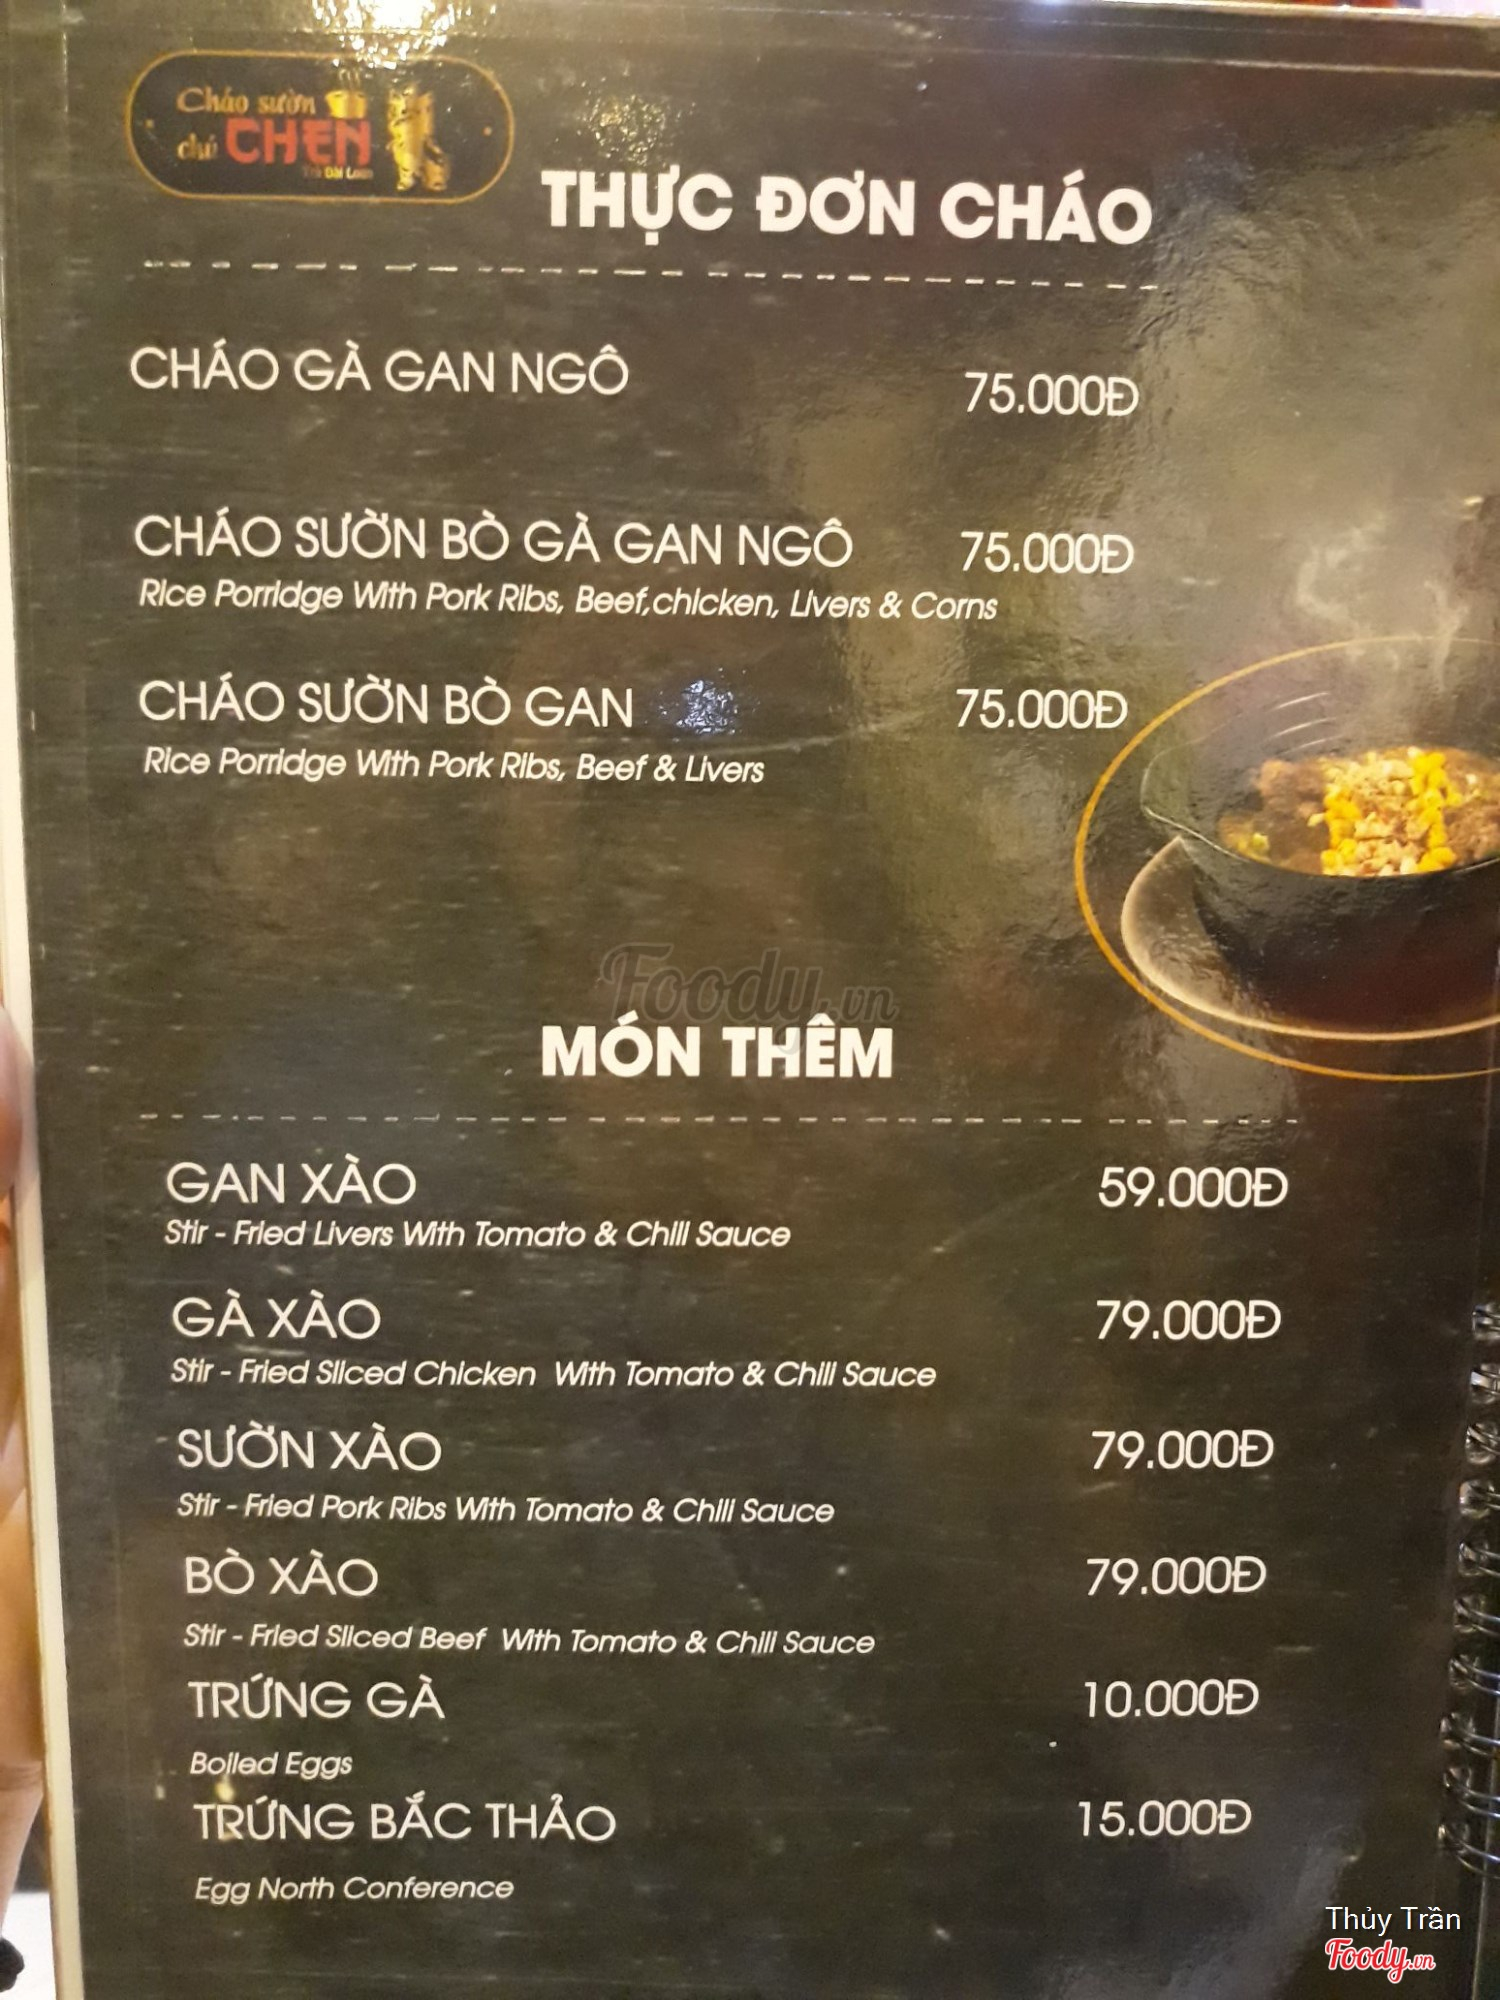 Cháo sườn
chú CHEN
THỰC ĐƠN CHÁO
CHÁO GÀ GAN NGÔ 75.000Đ
CHÁO SƯỜN BÒ GÀ GAN NGÔ 75.000Đ
Rice Porridge With Pork Ribs, Beef,chicken, Livers & Corns
CHÁO SƯỜN BÒ GAN 75.000Đ
Rice Porridge With Pork Ribs, Beef & Livers
Foody.vn
MÓN THÊM
GAN XÀO 59.000Đ
Stir - Fried Livers With Tomato & Chili Sauce
GÀ XÀO 79.000Đ
Stir - Fried Sliced Chicken With Tomato & Chili Sauce
SƯỜN XÀO 79.000Đ
Stir - Fried Pork Ribs With Tomato & Chili Sauce
BÒ XÀO 79.000Đ
Stir - Fried Sliced Beef With Tomato & Chili Sauce
TRỨNG GÀ 10.000Đ
Boiled Eggs
TRỨNG BẮC THẢO 15.000Đ
Egg North Conference
Thủy Trần
Foody.vn